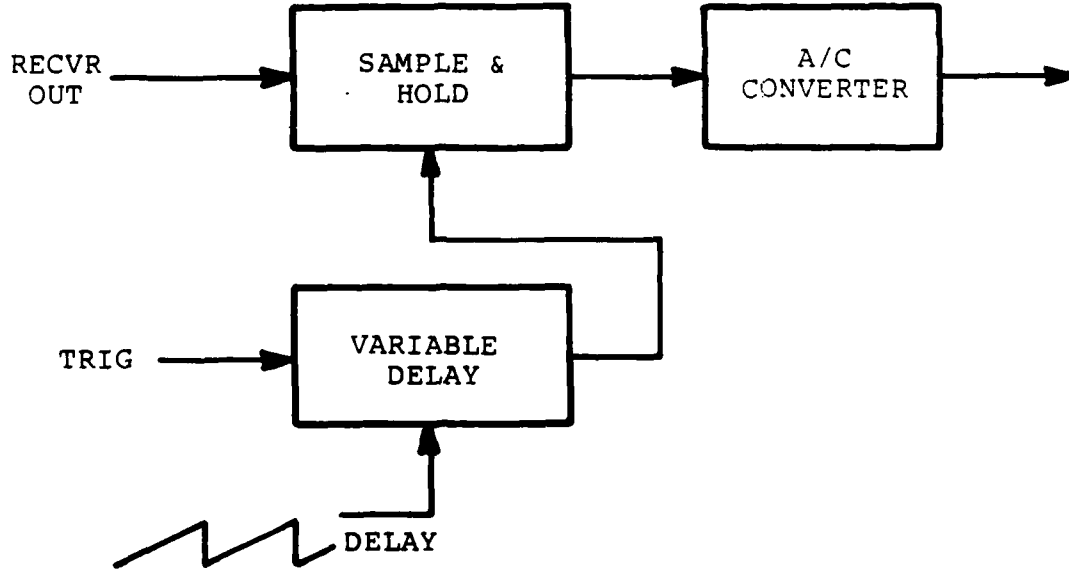 RECVR
OUT
SAMPLE &
HOLD
A/C
CONVERTER
TRIG
VARIABLE
DELAY
DELAY